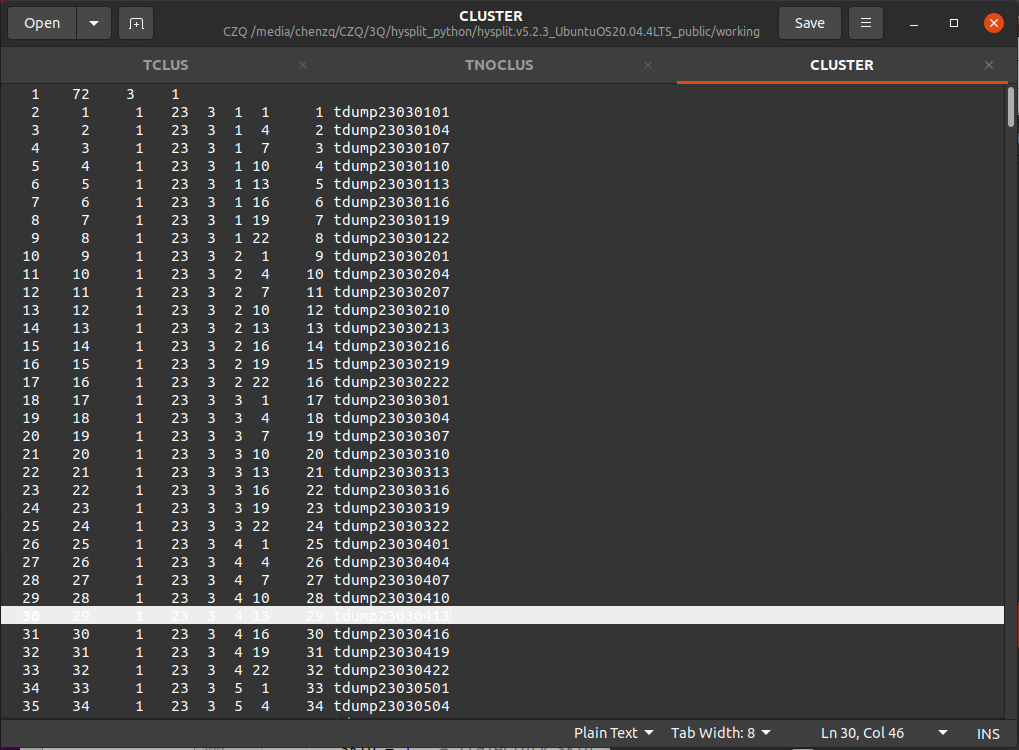 Open
CLUSTER
CZQ /media/chenzq/CZQ/3Q/hysplit_python/hysplit.v5.2.3_UbuntuOS20.04.4LTS_public/working
Save
TCLUS
TNOCLUS
CLUSTER
1 72 3 1
2 1 1 23 3 1 1 1 tdump23030101
3 2 1 23 3 1 4 2 tdump23030104
4 3 1 23 3 1 7 3 tdump23030107
5 4 1 23 3 1 10 4 tdump23030110
6 5 1 23 3 1 13 5 tdump23030113
7 6 1 23 3 1 16 6 tdump23030116
8 7 1 23 3 1 19 7 tdump23030119
9 8 1 23 3 1 22 8 tdump23030122
10 9 1 23 3 2 1 9 tdump23030201
11 10 1 23 3 2 4 10 tdump23030204
12 11 1 23 3 2 7 11 tdump23030207
13 12 1 23 3 2 10 12 tdump23030210
14 13 1 23 3 2 13 13 tdump23030213
15 14 1 23 3 2 16 14 tdump23030216
16 15 1 23 3 2 19 15 tdump23030219
17 16 1 23 3 2 22 16 tdump23030222
18 17 1 23 3 3 1 17 tdump23030301
19 18 1 23 3 3 4 18 tdump23030304
20 19 1 23 3 3 7 19 tdump23030307
21 20 1 23 3 3 10 20 tdump23030310
22 21 1 23 3 3 13 21 tdump23030313
23 22 1 23 3 3 16 22 tdump23030316
24 23 1 23 3 3 19 23 tdump23030319
25 24 1 23 3 3 22 24 tdump23030322
26 25 1 23 3 4 1 25 tdump23030401
27 26 1 23 3 4 4 26 tdump23030404
28 27 1 23 3 4 7 27 tdump23030407
29 28 1 23 3 4 10 28 tdump23030410
30 29 1 23 3 4 13 29 tdump23030413
31 30 1 23 3 4 16 30 tdump23030416
32 31 1 23 3 4 19 31 tdump23030419
33 32 1 23 3 4 22 32 tdump23030422
34 33 1 23 3 5 1 33 tdump23030501
35 34 1 23 3 5 4 34 tdump23030504
Plain Text Tab Width: 8 Ln 30, Col 46 INS